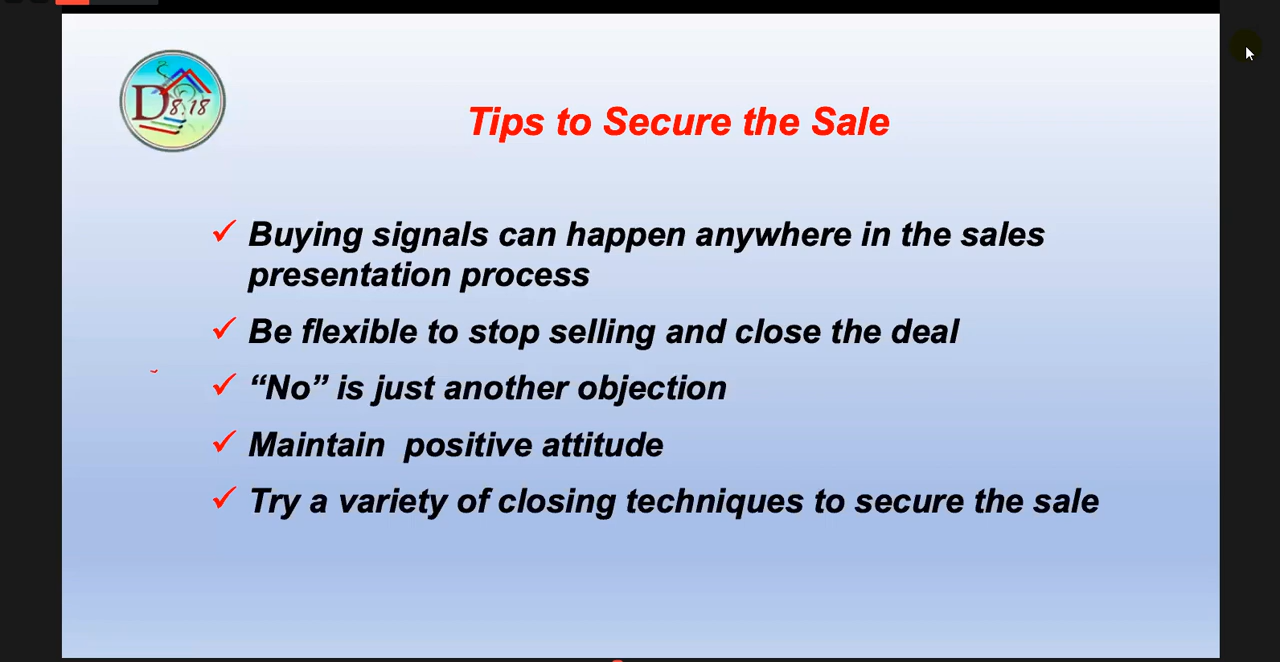 D8.18
Tips to Secure the Sale
Buying signals can happen anywhere in the sales
presentation process
Be flexible to stop selling and close the deal
“No” is just another objection
Maintain  positive attitude
Try a variety of closing techniques to secure the sale